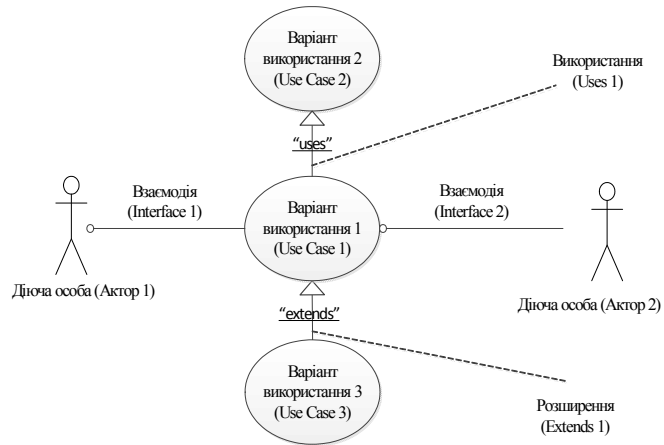 Варіант
використання 2
(Use Case 2)
Використання
(Uses 1)
“uses”
Взаємодія
(Interface 1)
Варіант
використання 1
(Use Case 1)
Взаємодія
(Interface 2)
Діюча особа (Актор 1)
Діюча особа (Актор 2)
“extends”
Варіант
використання 3
(Use Case 3)
Розширення
(Extends 1)